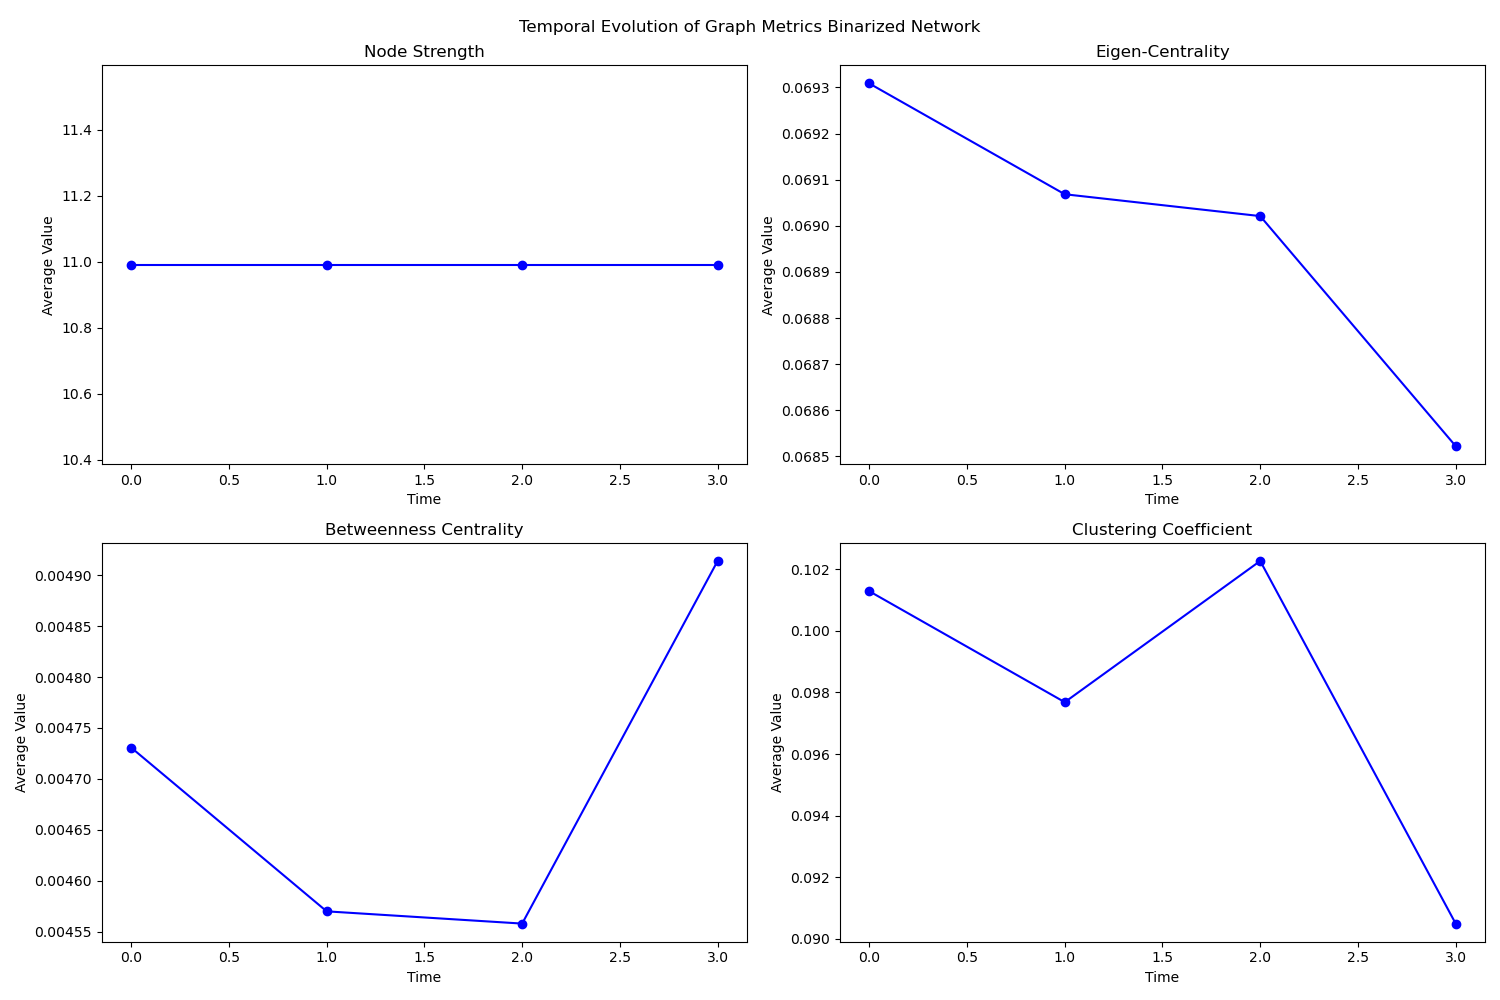 Temporal Evolution of Graph Metrics Binarized Network
Node Strength
Average Value
11.4
11.2
11.0
10.8
10.6
10.4
0.0 0.5 1.0 1.5 2.0 2.5 3.0
Time
Eigen-Centrality
Average Value
0.0693
0.0692
0.0691
0.0690
0.0689
0.0688
0.0687
0.0686
0.0685
0.0 0.5 1.0 1.5 2.0 2.5 3.0
Time
Betweenness Centrality
Average Value
0.00490
0.00485
0.00480
0.00475
0.00470
0.00465
0.00460
0.00455
0.0 0.5 1.0 1.5 2.0 2.5 3.0
Time
Clustering Coefficient
Average Value
0.102
0.100
0.098
0.096
0.094
0.092
0.090
0.0 0.5 1.0 1.5 2.0 2.5 3.0
Time